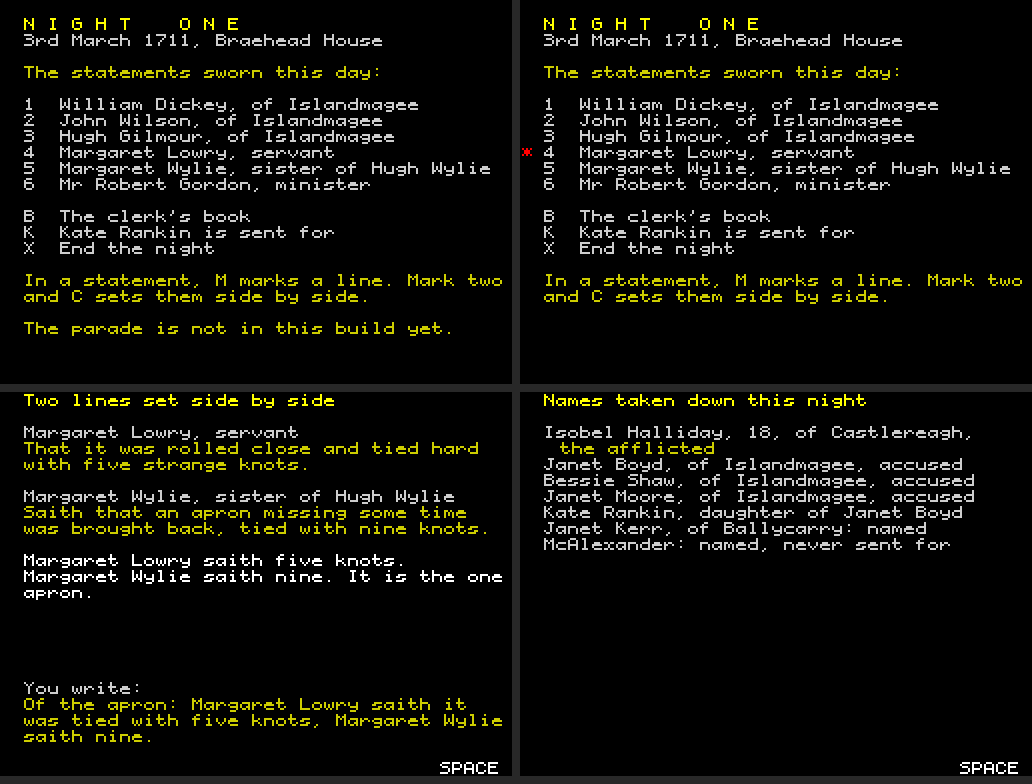 NIGHT ONE
3rd March 1711, Braehead House
The statements sworn this day:
1 William Dickey, of Islandmagee
2 John Wilson, of Islandmagee
3 Hugh Gilmour, of Islandmagee
4 Margaret Lowry, servant
5 Margaret Wylie, sister of Hugh Wylie
6 Mr Robert Gordon, minister
B The clerk's book
K Kate Rankin is sent for
X End the night
In a statement, M marks a line. Mark two
and C sets them side by side.
The parade is not in this build yet.
NIGHT ONE
3rd March 1711, Braehead House
The statements sworn this day:
1 William Dickey, of Islandmagee
2 John Wilson, of Islandmagee
3 Hugh Gilmour, of Islandmagee
* 4 Margaret Lowry, servant
5 Margaret Wylie, sister of Hugh Wylie
6 Mr Robert Gordon, minister
B The clerk's book
K Kate Rankin is sent for
X End the night
In a statement, M marks a line. Mark two
and C sets them side by side.
Two lines set side by side
Margaret Lowry, servant
That it was rolled close and tied hard
with five strange knots.
Margaret Wylie, sister of Hugh Wylie
Saith that an apron missing some time
was brought back, tied with nine knots.
Margaret Lowry saith five knots.
Margaret Wylie saith nine. It is the one
apron.
You write:
Of the apron: Margaret Lowry saith it
was tied with five knots, Margaret Wylie
saith nine.
SPACE
Names taken down this night
Isobel Halliday, 18, of Castlereagh,
the afflicted
Janet Boyd, of Islandmagee, accused
Bessie Shaw, of Islandmagee, accused
Janet Moore, of Islandmagee, accused
Kate Rankin, daughter of Janet Boyd
Janet Kerr, of Ballycarry: named
McAlexander: named, never sent for
SPACE